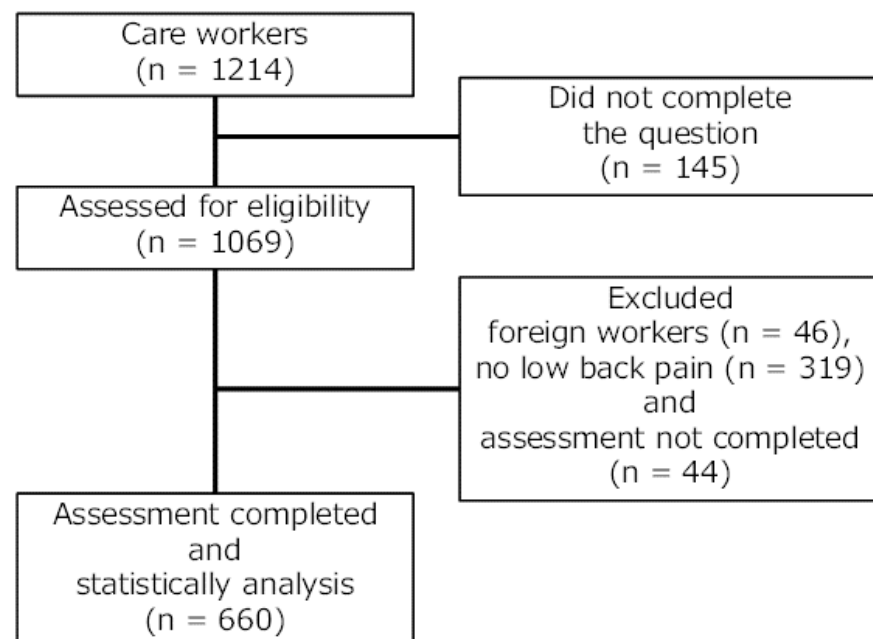 Care workers
(n = 1214)
Did not complete
the question
(n = 145)
Assessed for eligibility
(n = 1069)
Excluded
foreign workers (n = 46),
no low back pain (n = 319)
and
assessment not completed
(n = 44)
Assessment completed
and
statistically analysis
(n = 660)